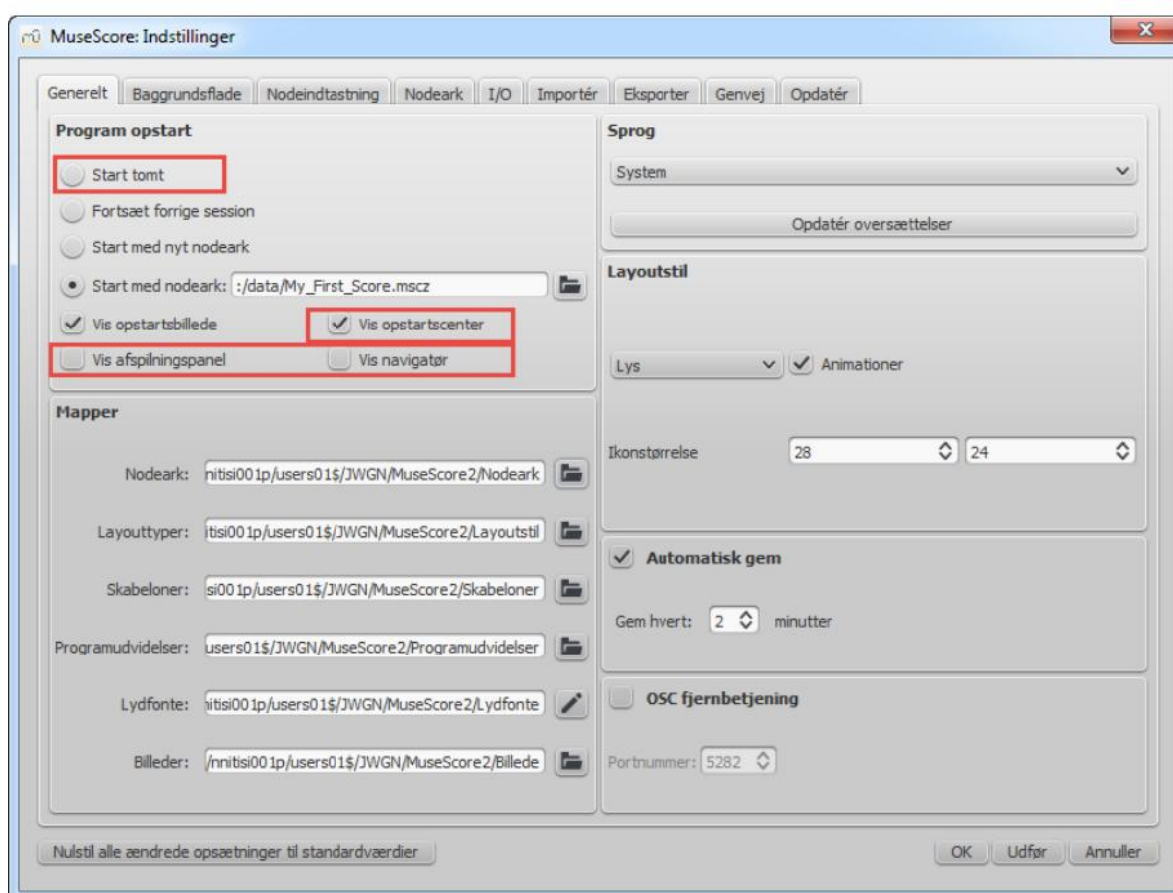 MuseScore: Indstillinger
Generelt Baggrundsflade Nodeindtastning Nodeark I/O Importér Eksporter Genvej Opdatér
Program opstart
Start tomt
Fortsæt forrige session
Start med nyt nodeark
Start med nodeark: :/data/My_First_Score.mscz
Vis opstartsbillede Vis opstartscenter
Vis afspilningspanel Vis navigatør
Mapper
Nodeark: nitisi001p/users01$/JWGN/MuseScore2/Nodeark
Layouttyper: itisi001p/users01$/JWGN/MuseScore2/Layoutstil
Skabeloner: si001p/users01$/JWGN/MuseScore2/Skabeloner
Programudvidelser: users01$/JWGN/MuseScore2/Programudvidelser
Lydfonte: itisi001p/users01$/JWGN/MuseScore2/Lydfonte
Billeder: /nnitisi001p/users01$/JWGN/MuseScore2/Billede
Sprog
System
Opdatér oversættelser
Layoutstil
Lys Animationer
Ikonstørrelse 28 24
Automatisk gem
Gem hvert: 2 minutter
OSC fjernbetjening
Portnummer: 5282
Nulstil alle ændrede opsætninger til standardværdier OK Udfør Annuller